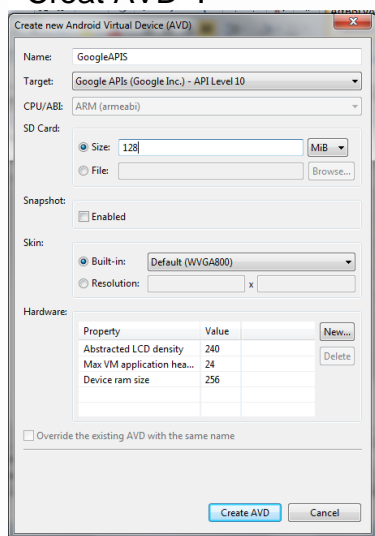 Create new Android Virtual Device (AVD)
Name: GoogleAPIS
Target: Google APIs (Google Inc.) - API Level 10
CPU/ABI: ARM (armeabi)
SD Card:
Size: 128 MiB
File: Browse...
Snapshot:
Enabled
Skin:
Built-in: Default (WVGA800)
Resolution: x
Hardware:
Property Value New...
Abstracted LCD density 240 Delete
Max VM application hea... 24
Device ram size 256
Override the existing AVD with the same name
Create AVD Cancel